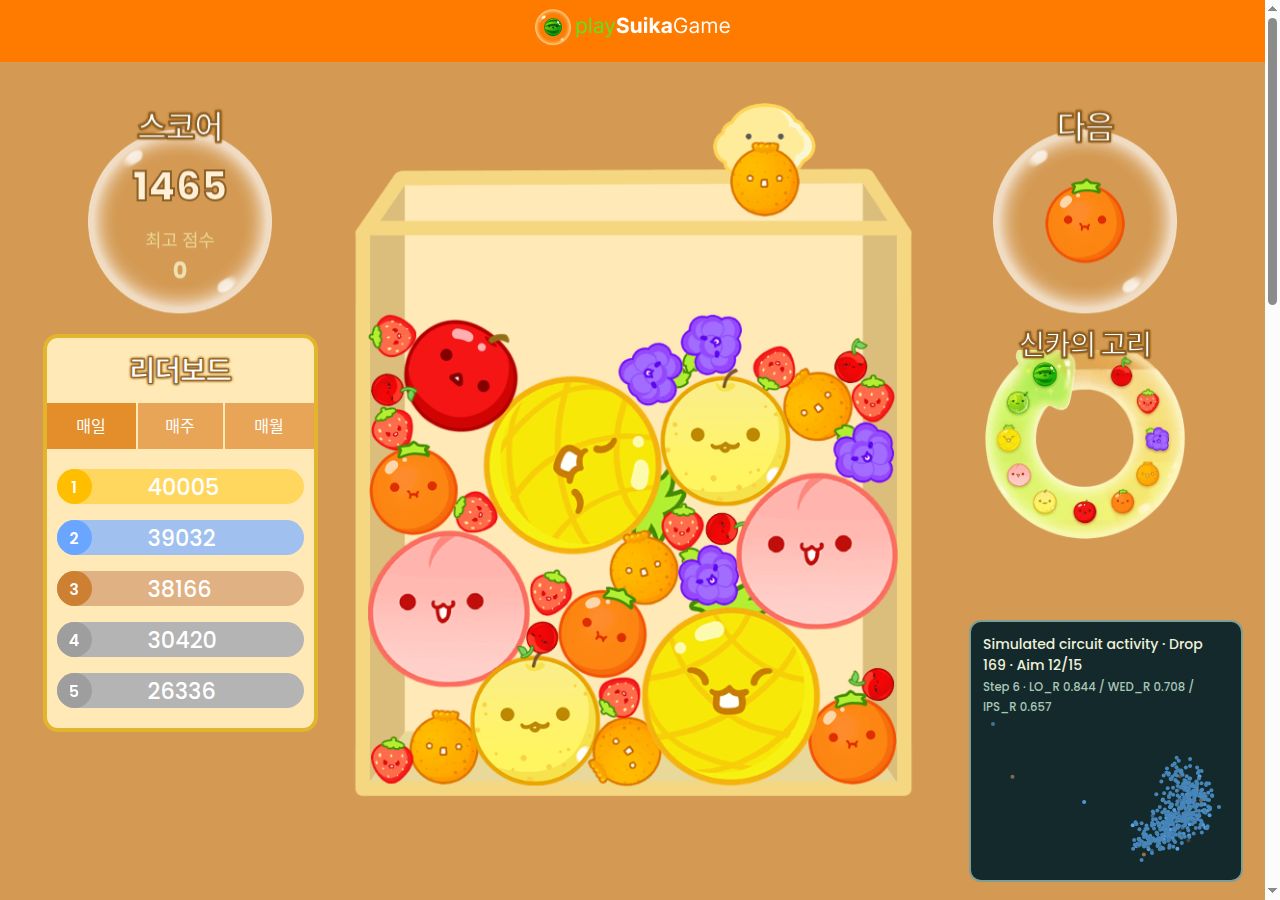 playSuikaGame
스코어
1465
최고 점수
0
다음
신카의 고리
리더보드
매일 매주 매월
1 40005
2 39032
3 38166
4 30420
5 26336
Simulated circuit activity · Drop
169 · Aim 12/15
Step 6 · LO_R 0.844 / WED_R 0.708 /
IPS_R 0.657